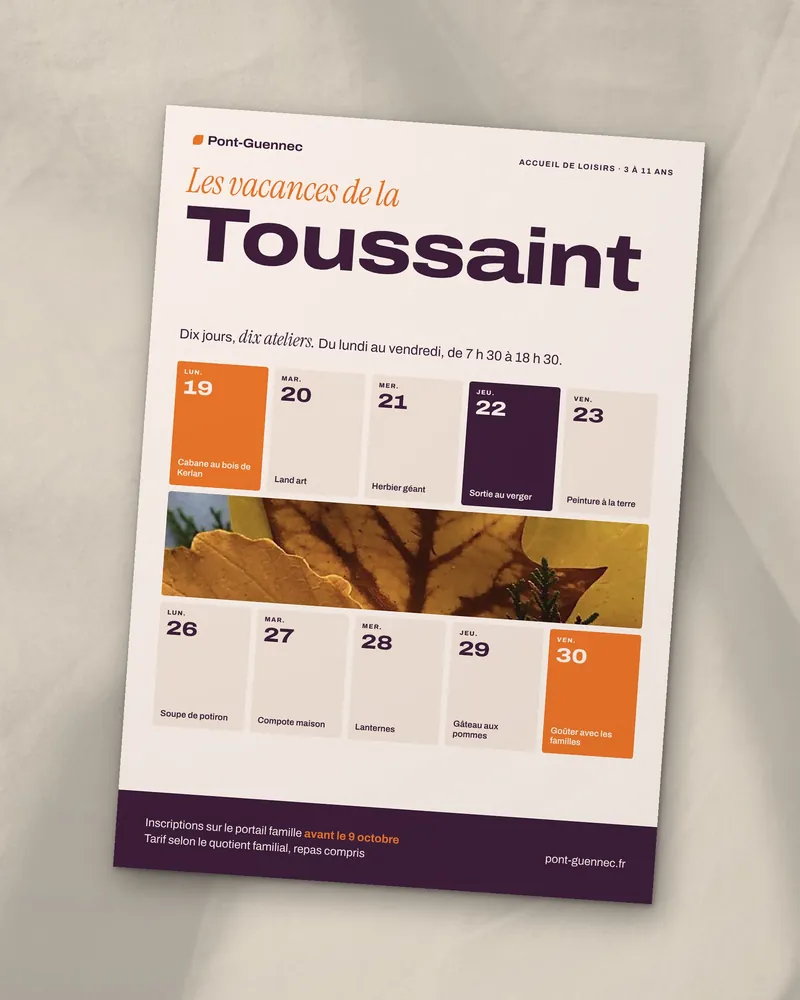 Pont-Guennec
ACCUEIL DE LOISIRS · 3 À 11 ANS
Les vacances de la
Toussaint
Dix jours, dix ateliers. Du lundi au vendredi, de 7 h 30 à 18 h 30.
LUN.
19
Cabane au bois de
Kerlan
MAR.
20
Land art
MER.
21
Herbier géant
JEU.
22
Sortie au verger
VEN.
23
Peinture à la terre
LUN.
26
Soupe de potiron
MAR.
27
Compote maison
MER.
28
Lanternes
JEU.
29
Gâteau aux
pommes
VEN.
30
Goûter avec les
familles
Inscriptions sur le portail famille avant le 9 octobre
Tarif selon le quotient familial, repas compris
pont-guennec.fr